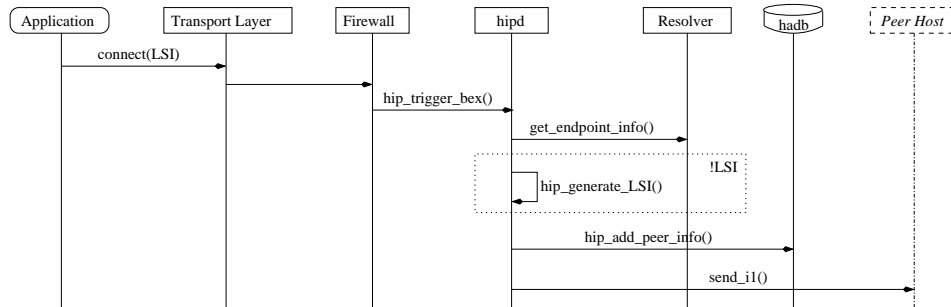 Application
Transport Layer
Firewall
hipd
Resolver
hadb
Peer Host
connect(LSI)
hip_trigger_bex()
get_endpoint_info()
!LSI
hip_generate_LSI()
hip_add_peer_info()
send_i1()